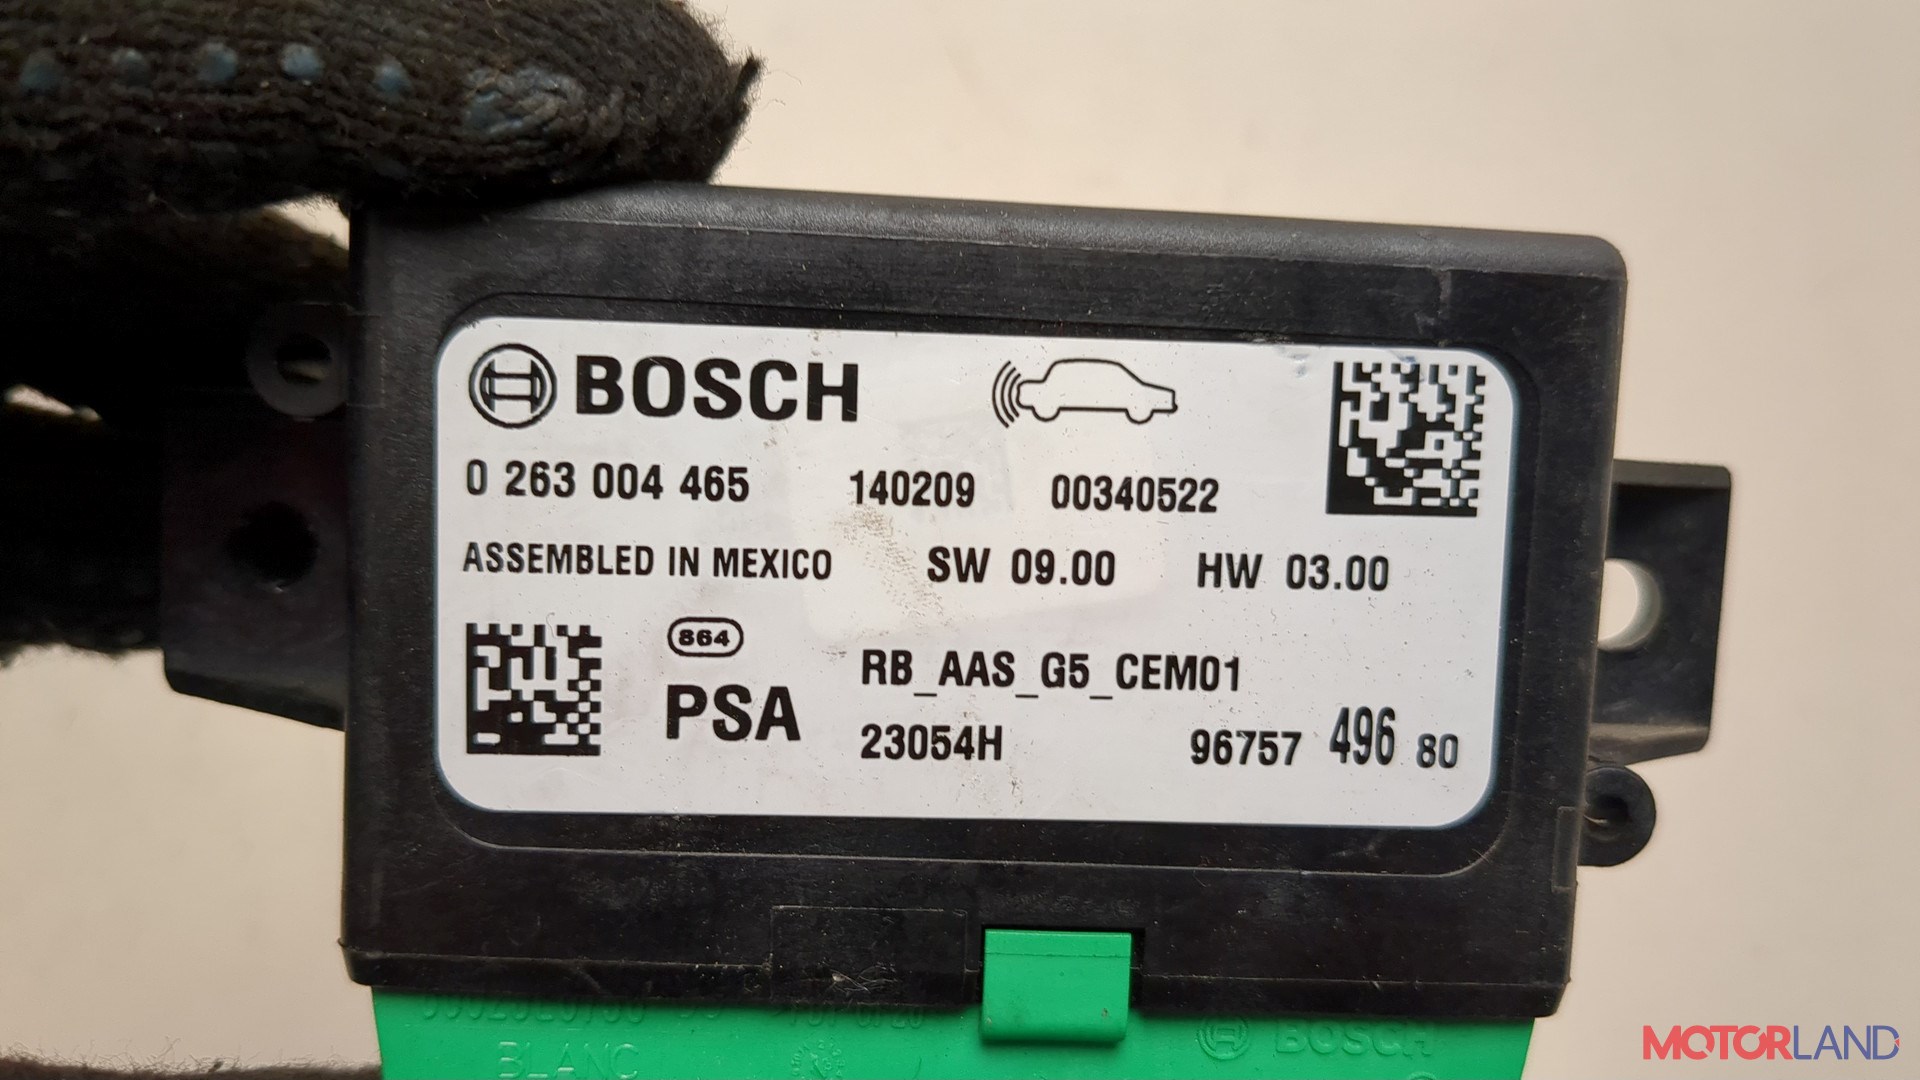 BOSCH
0 263 004 465 140209 00340522
ASSEMBLED IN MEXICO SW 09.00 HW 03.00
864
PSA
RB_AAS_G5_CEM01
23054H 96757 496 80
BLANC
BOSCH
MOTORLAND